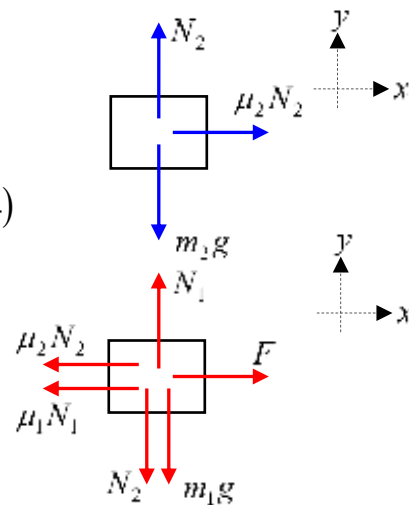 N₂ y
x
μ₂N₂
)
m₂g
y
N₁
x
μ₂N₂ F
μ₁N₁
N₂ m₁g